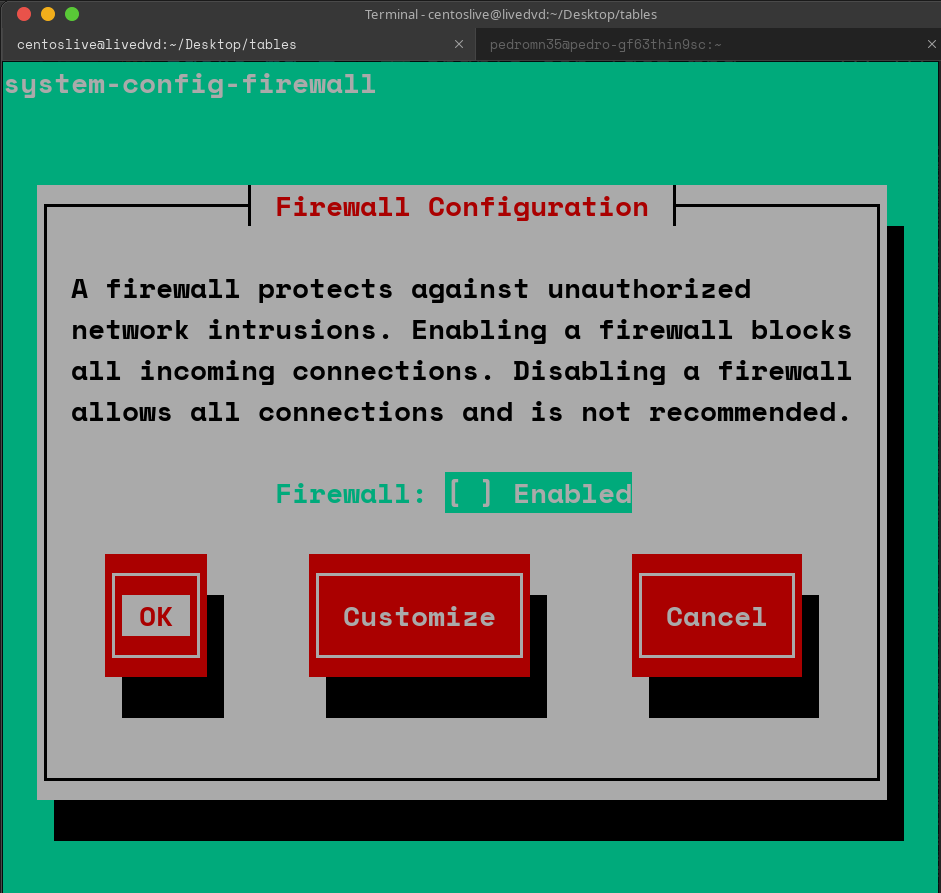 Terminal - centoslive@livedvd:~/Desktop/tables
centoslive@livedvd:~/Desktop/tables ×
pedromn35@pedro-gf63thin9sc:~ ×
system-config-firewall
Firewall Configuration
A firewall protects against unauthorized
network intrusions. Enabling a firewall blocks
all incoming connections. Disabling a firewall
allows all connections and is not recommended.
Firewall: [ ] Enabled
OK Customize Cancel